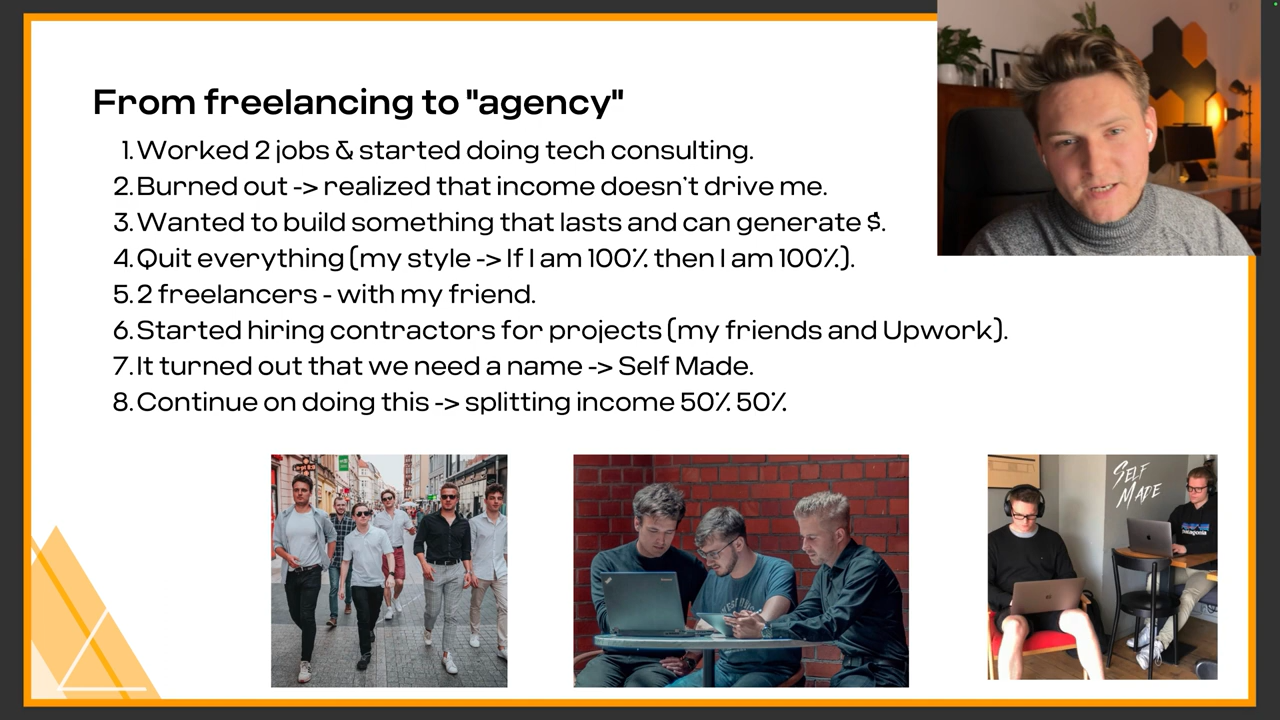 From freelancing to "agency"
1. Worked 2 jobs & started doing tech consulting.
2. Burned out -> realized that income doesn't drive me.
3. Wanted to build something that lasts and can generate $.
4. Quit everything (my style -> If I am 100% then I am 100%).
5. 2 freelancers - with my friend.
6. Started hiring contractors for projects (my friends and Upwork).
7. It turned out that we need a name -> Self Made.
8. Continue on doing this -> splitting income 50% 50%
SELF
MADE
patagonia